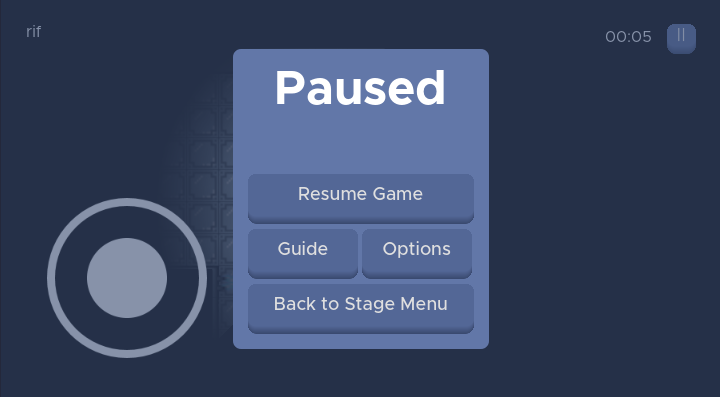 rif
00:05
Paused
Resume Game
Guide
Options
Back to Stage Menu